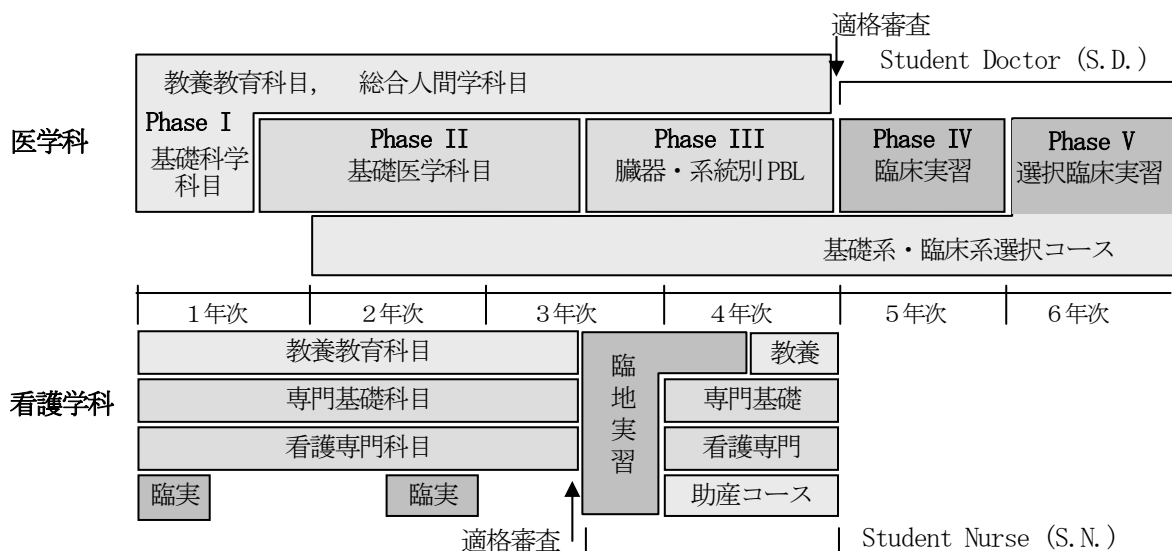 適格審査
Student Doctor (S.D.)
教養教育科目, 総合人間学科目
医学科
Phase I
基礎科学
科目
Phase II
基礎医学科目
Phase III
臓器・系統別 PBL
Phase IV
臨床実習
Phase V
選択臨床実習
基礎系・臨床系選択コース
1年次 2年次 3年次 4年次 5年次 6年次
看護学科
教養教育科目
専門基礎科目
看護専門科目
臨実
臨実
臨
地
実
習
教養
専門基礎
看護専門
助産コース
適格審査
Student Nurse (S.N.)